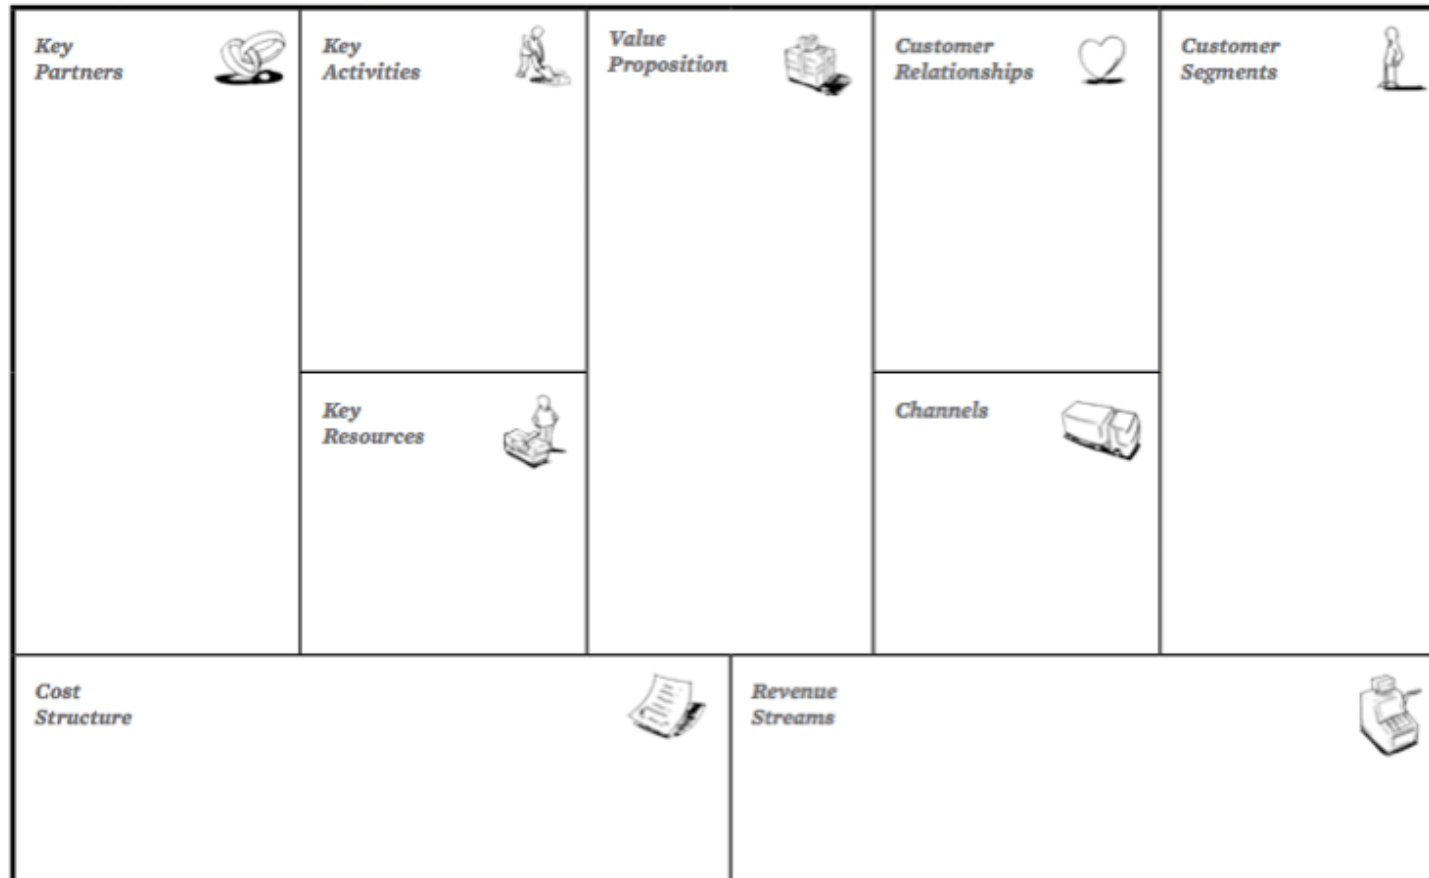 Key
Partners
Key
Activities
Value
Proposition
Customer
Relationships
Customer
Segments
Key
Resources
Channels
Cost
Structure
Revenue
Streams